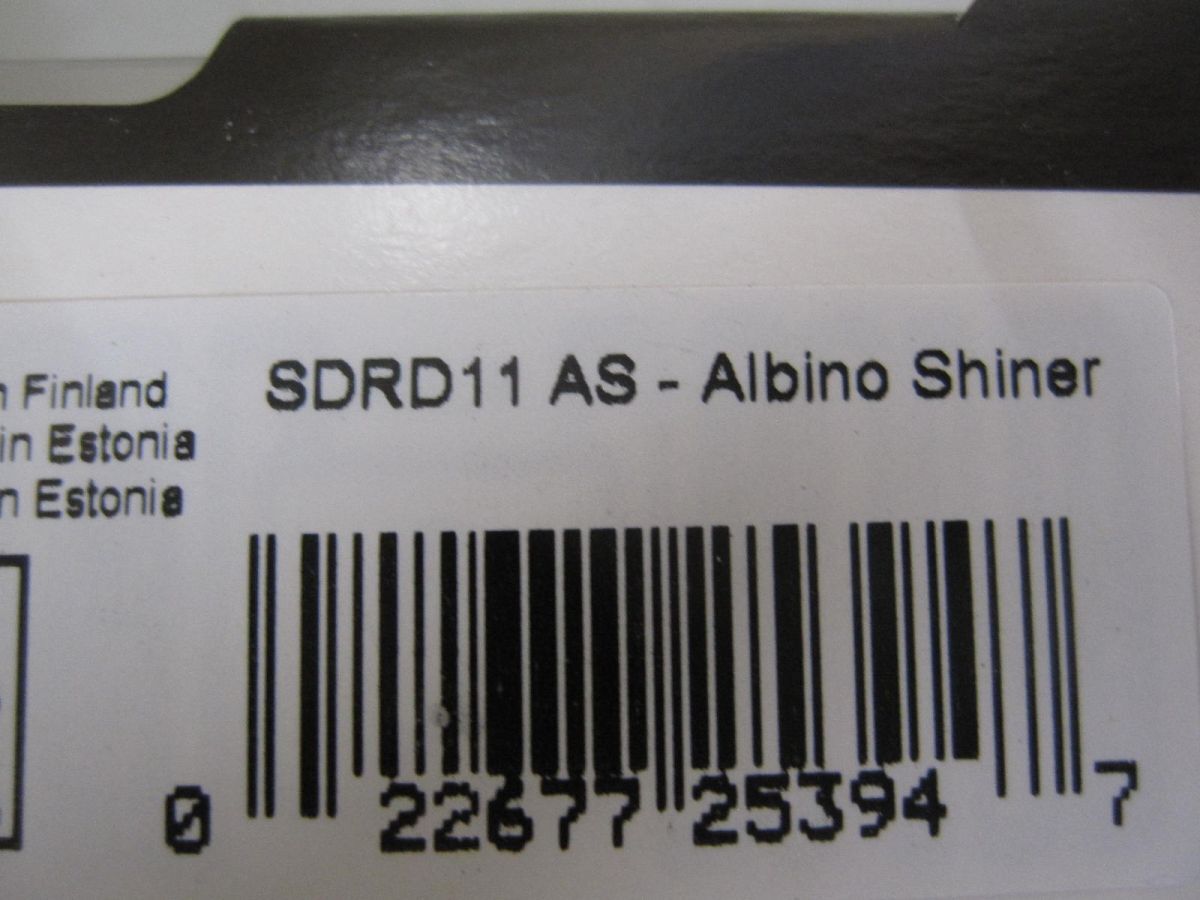 SDRD11 AS - Albino Shiner
n Finland
in Estonia
n Estonia
0 22677 25394 7